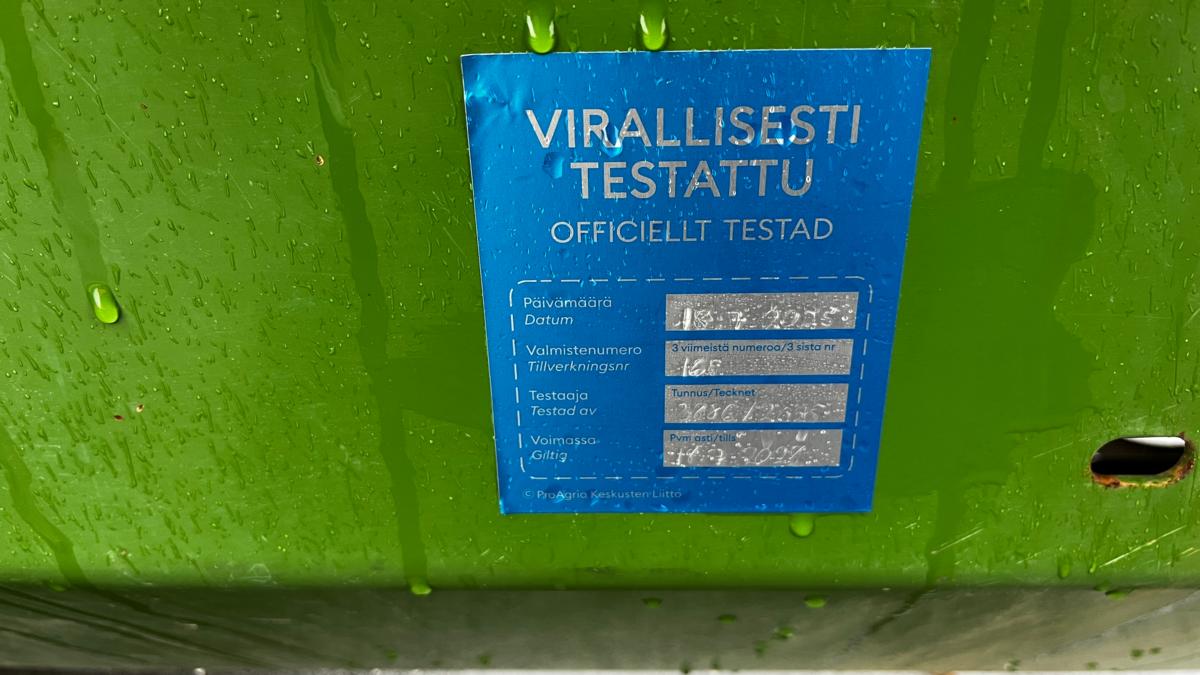 VIRALLISESTI
TESTATTU
OFFICIELLT TESTAD
Päivämäärä
Datum
Valmistenumero
Tillverkningsnr
3 viimeistä numeroa/3 sista nr
Testaaja
Testad av
Tunnus/Tecknet
Voimassa
Giltig
Pvm asti/tills
© ProAgria Keskusten Liitto